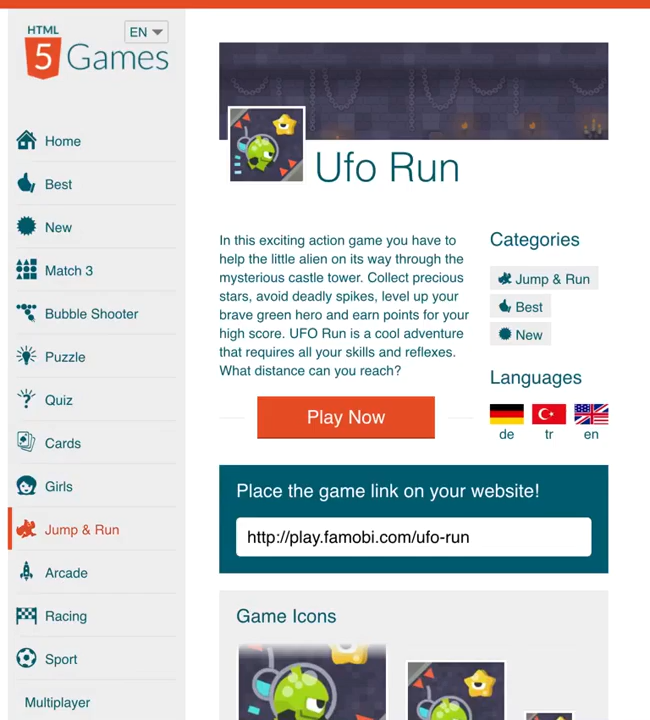 HTML
5 Games
EN
Home
Best
New
Match 3
Bubble Shooter
Puzzle
Quiz
Cards
Girls
Jump & Run
Arcade
Racing
Sport
Multiplayer
Ufo Run
In this exciting action game you have to
help the little alien on its way through the
mysterious castle tower. Collect precious
stars, avoid deadly spikes, level up your
brave green hero and earn points for your
high score. UFO Run is a cool adventure
that requires all your skills and reflexes.
What distance can you reach?
Play Now
Categories
Jump & Run
Best
New
Languages
de tr en
Place the game link on your website!
http://play.famobi.com/ufo-run
Game Icons